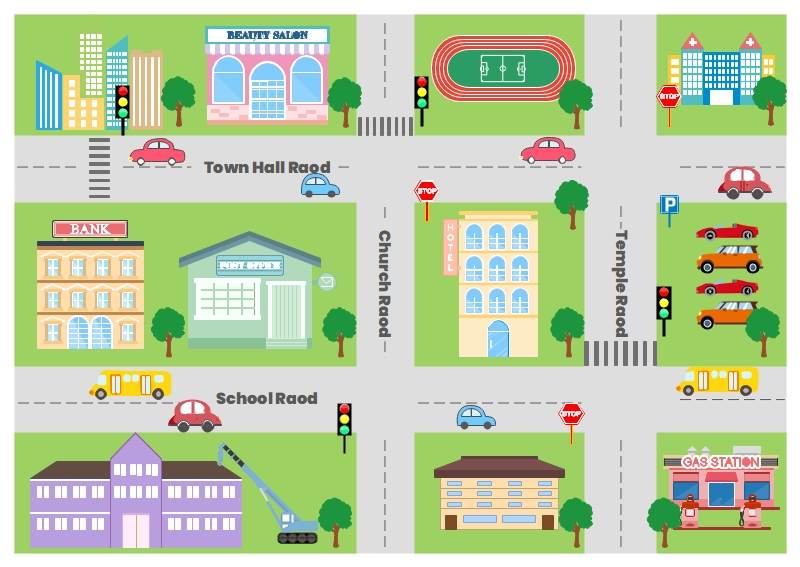 BEAUTY SALON
STOP
Town Hall Raod
STOP
P
BANK
POST OFFICE
HOTEL
Church Raod
Temple Raod
School Raod
STOP
GAS STATION